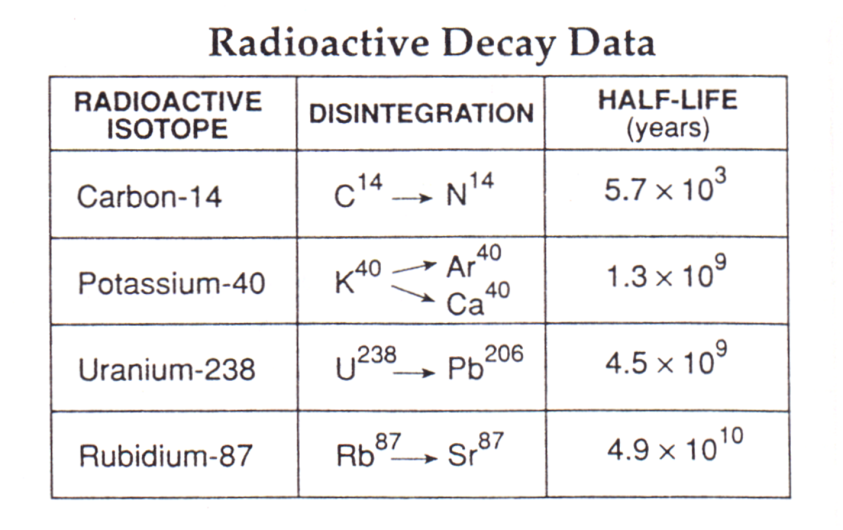 Radioactive Decay Data
RADIOACTIVE
ISOTOPE
DISINTEGRATION
HALF-LIFE
(years)
Carbon-14
C¹⁴ → N¹⁴
5.7 × 10³
Potassium-40
K⁴⁰ → Ar⁴⁰
→ Ca⁴⁰
1.3 × 10⁹
Uranium-238
U²³⁸ → Pb²⁰⁶
4.5 × 10⁹
Rubidium-87
Rb⁸⁷ → Sr⁸⁷
4.9 × 10¹⁰